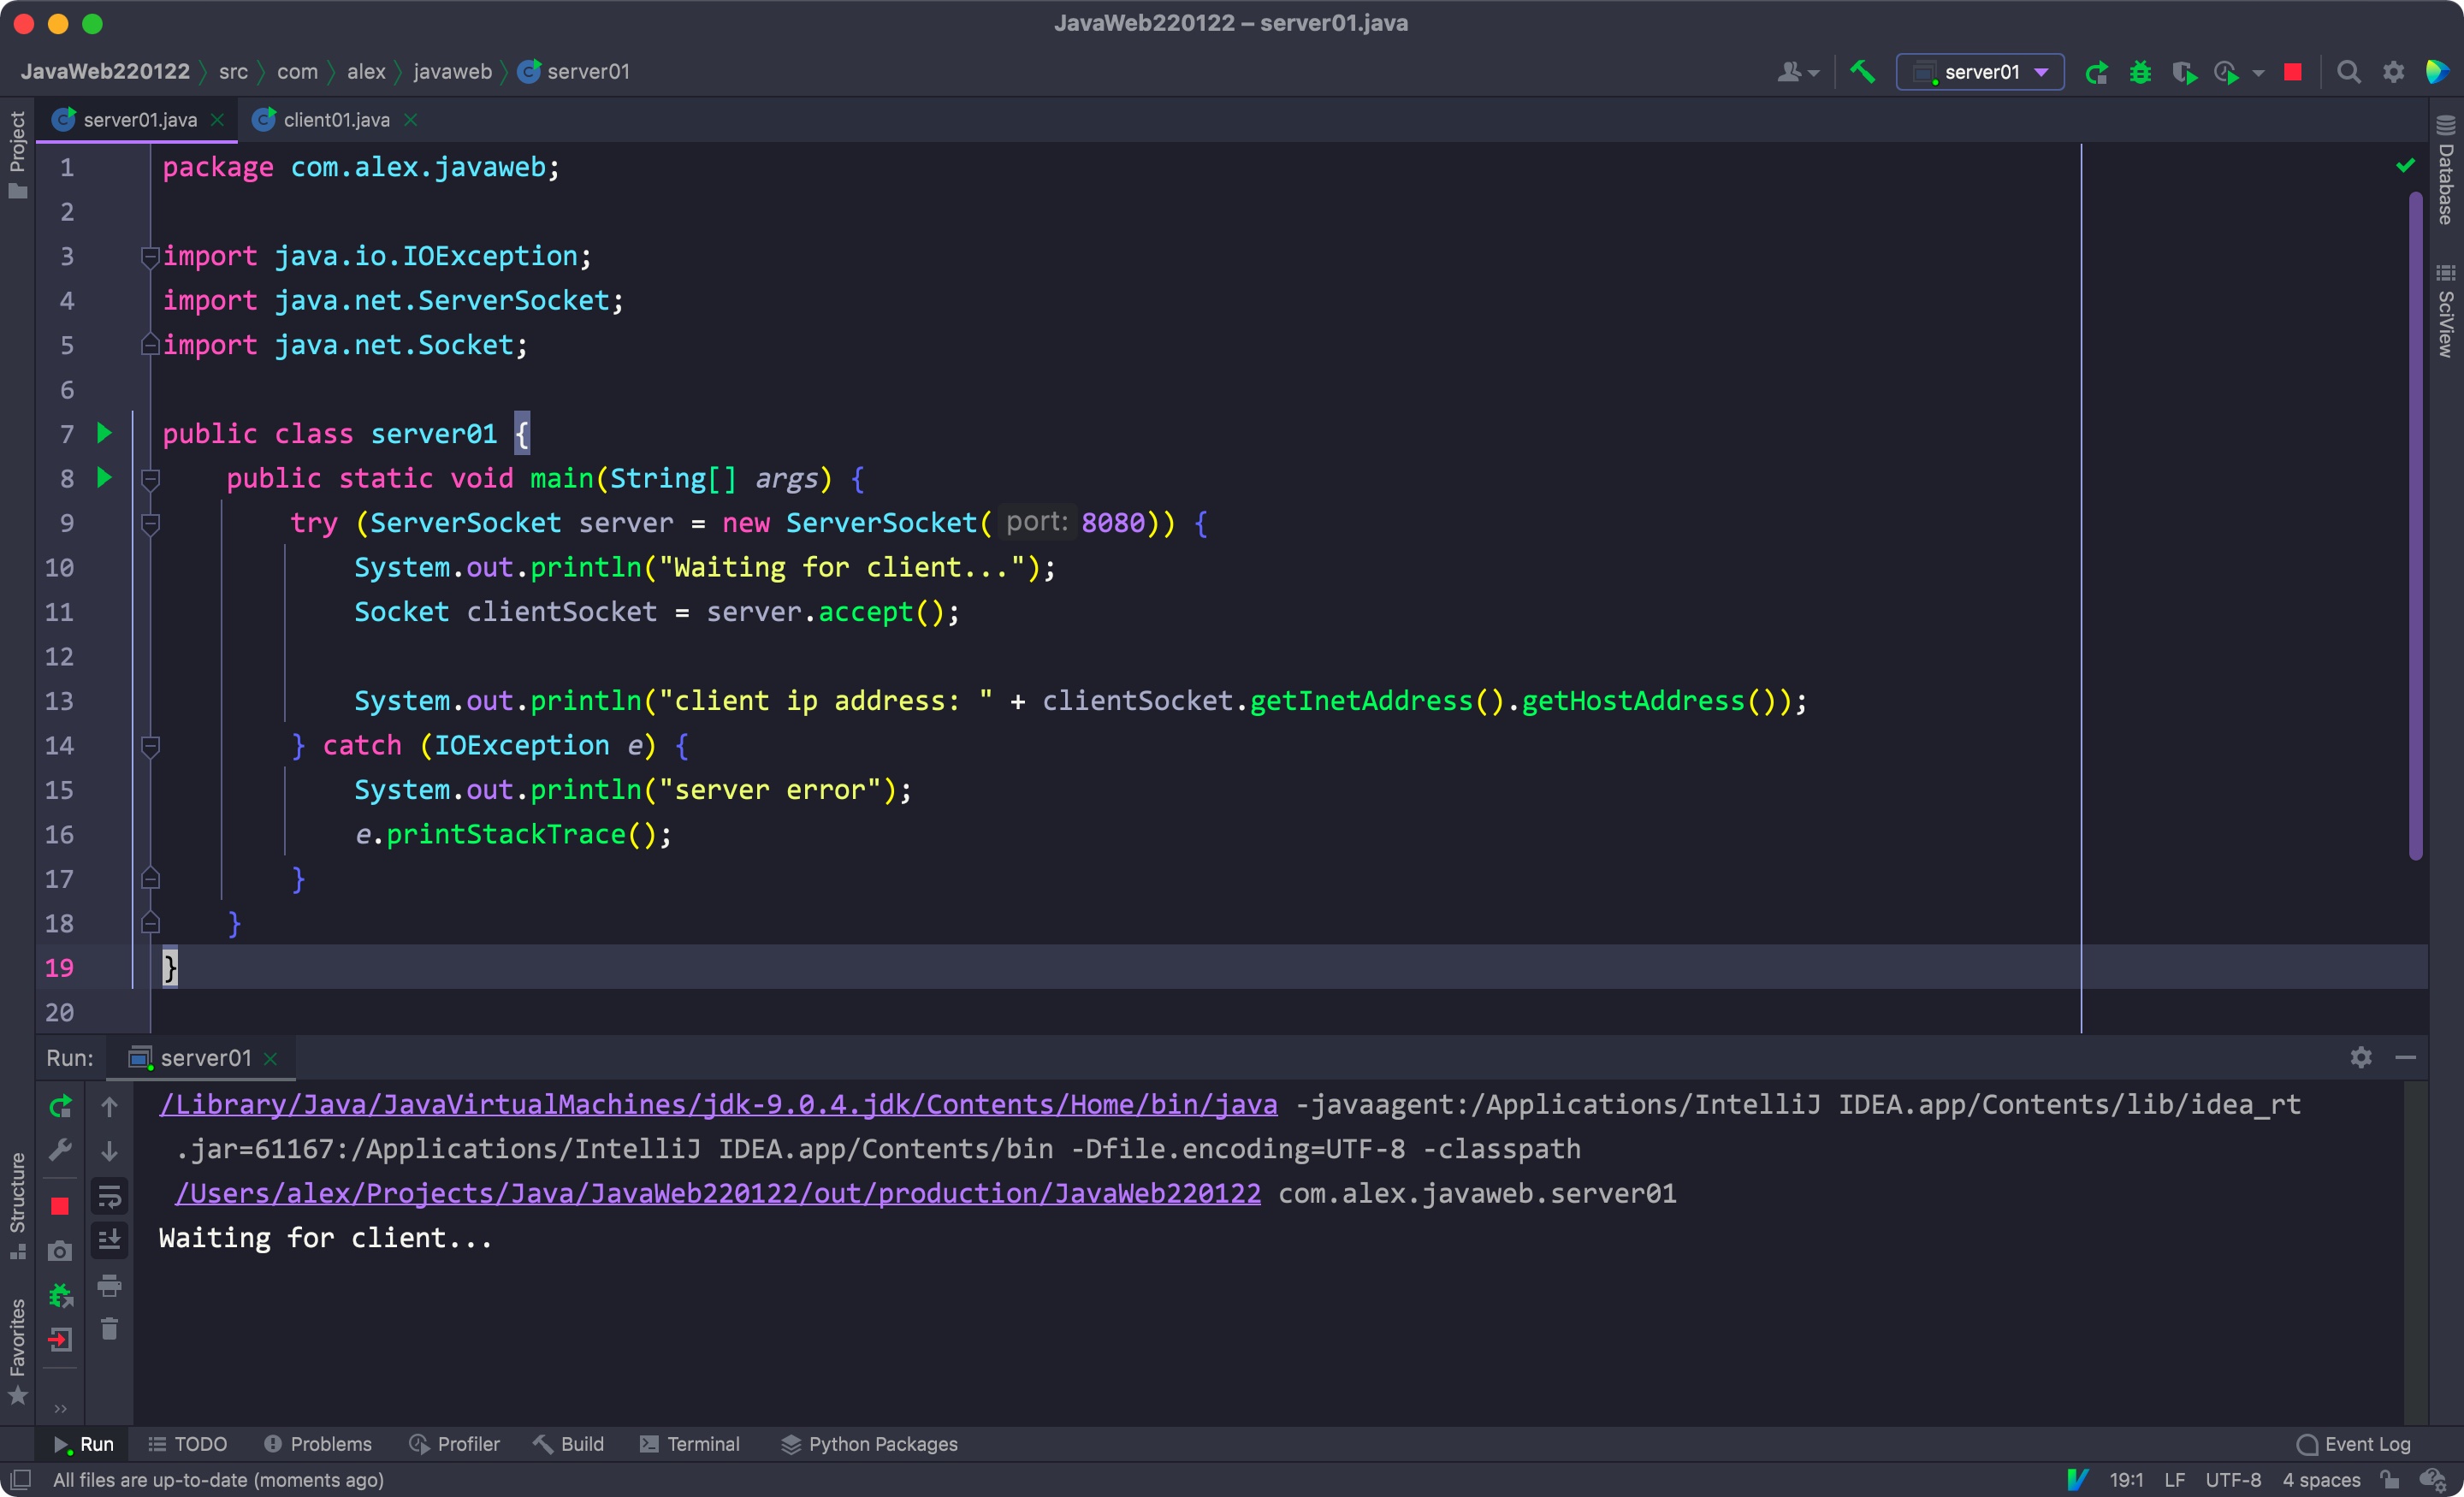 JavaWeb220122 – server01.java
JavaWeb220122 src com alex javaweb server01
server01
Project
server01.java
client01.java
Database
SciView
1 package com.alex.javaweb;
2
3 import java.io.IOException;
4 import java.net.ServerSocket;
5 import java.net.Socket;
6
7 public class server01 {
8 public static void main(String[] args) {
9 try (ServerSocket server = new ServerSocket( port: 8080)) {
10 System.out.println("Waiting for client...");
11 Socket clientSocket = server.accept();
12
13 System.out.println("client ip address: " + clientSocket.getInetAddress().getHostAddress());
14 } catch (IOException e) {
15 System.out.println("server error");
16 e.printStackTrace();
17 }
18 }
19 }
20
Run: server01
/Library/Java/JavaVirtualMachines/jdk-9.0.4.jdk/Contents/Home/bin/java -javaagent:/Applications/IntelliJ IDEA.app/Contents/lib/idea_rt
.jar=61167:/Applications/IntelliJ IDEA.app/Contents/bin -Dfile.encoding=UTF-8 -classpath
/Users/alex/Projects/Java/JavaWeb220122/out/production/JavaWeb220122 com.alex.javaweb.server01
Waiting for client...
Structure
Favorites
Run TODO Problems Profiler Build Terminal Python Packages Event Log
All files are up-to-date (moments ago) 19:1 LF UTF-8 4 spaces